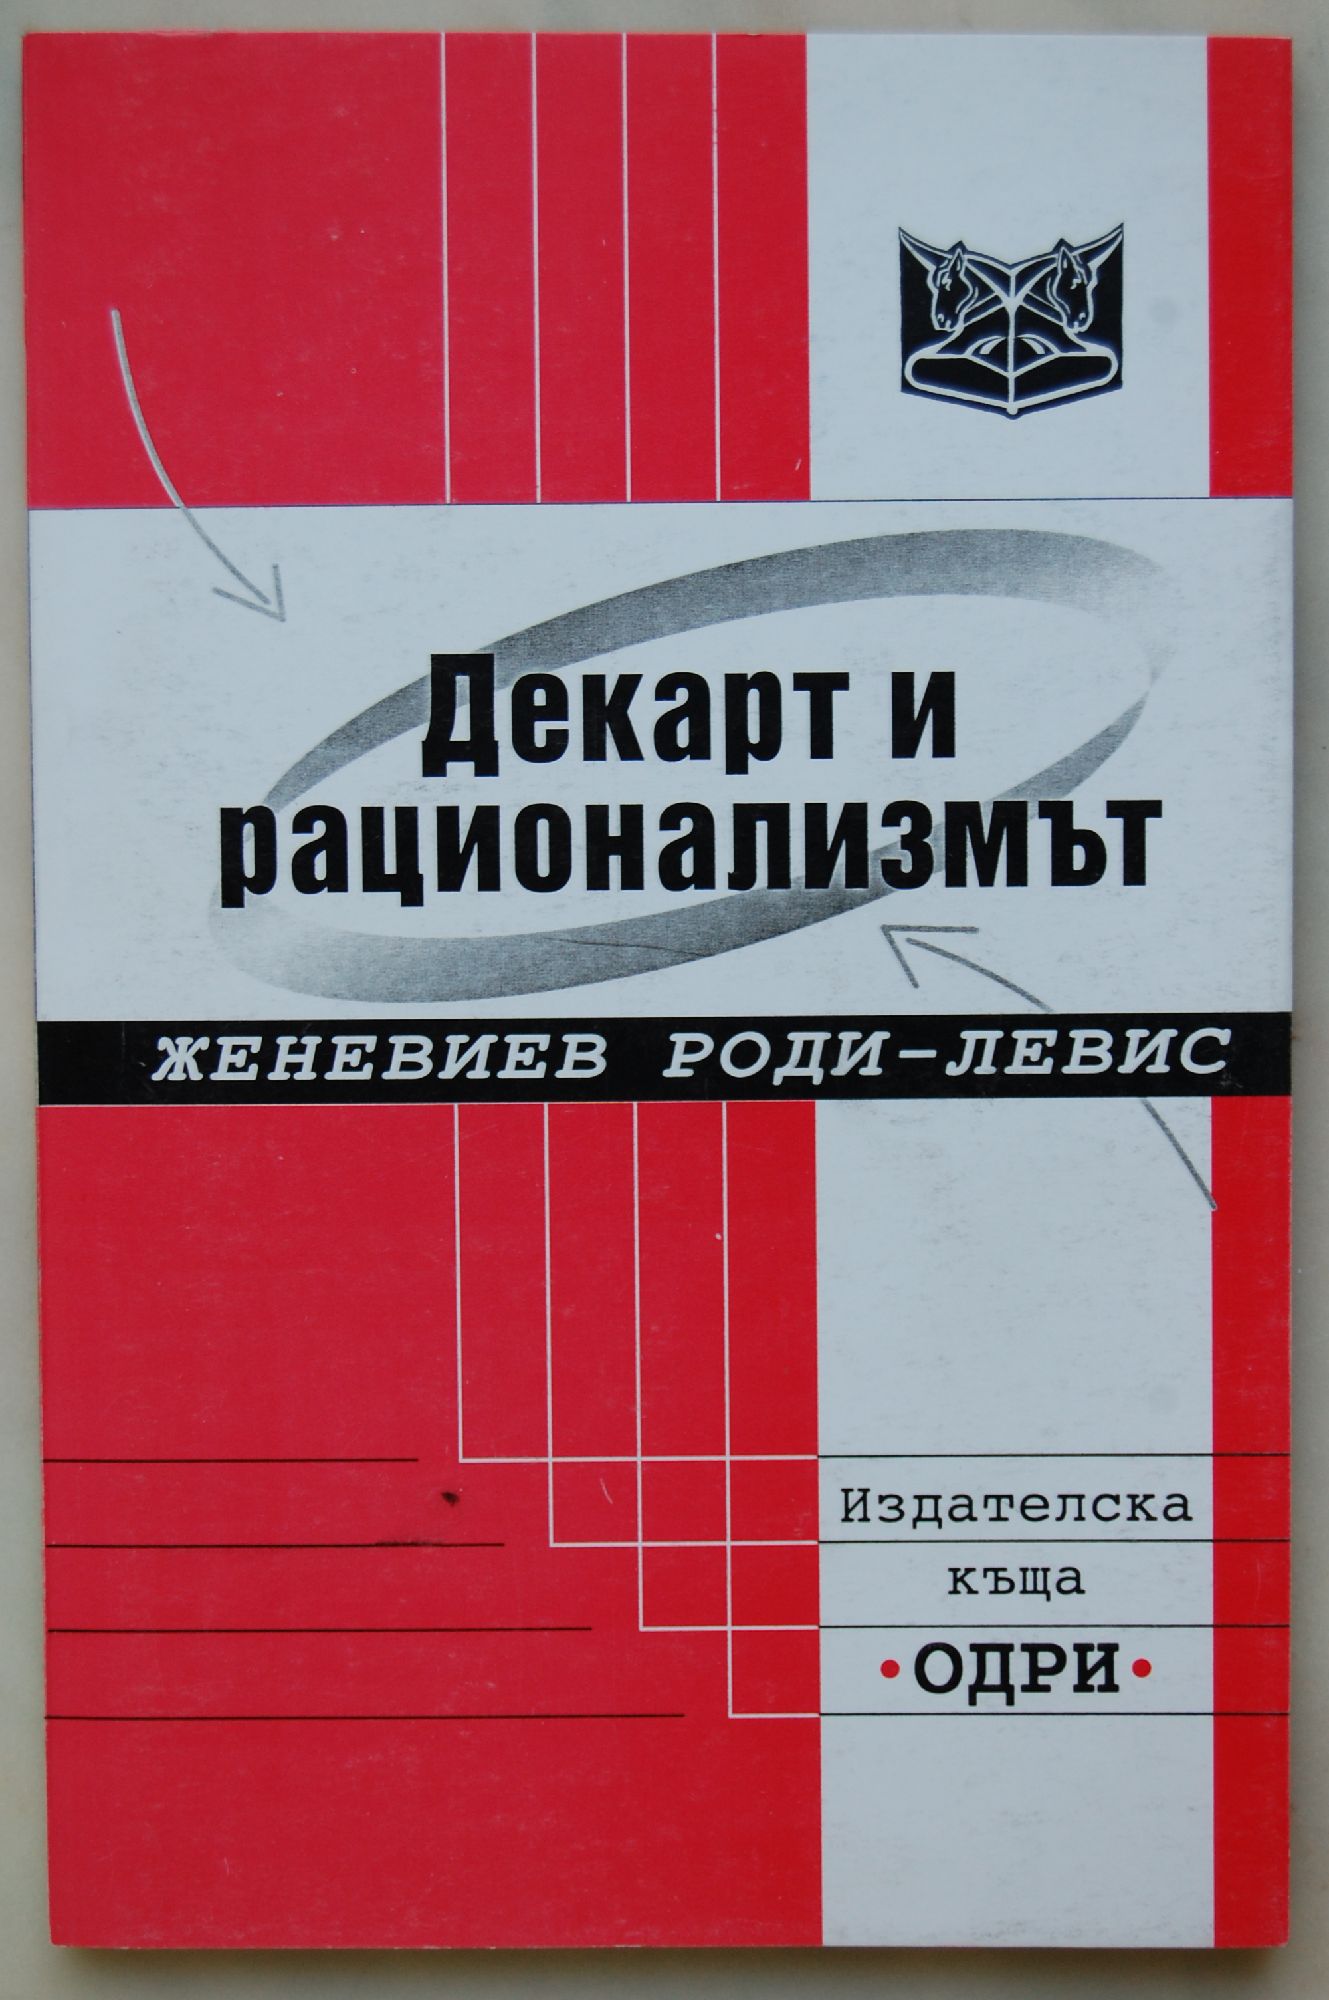 Декарт и
рационализмът
ЖЕНЕВИЕВ РОДИ-ЛЕВИС
Издателска
къща
•ОДРИ•